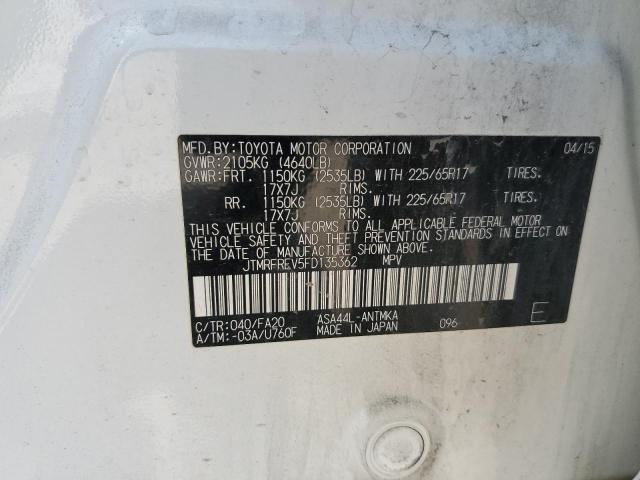 MFD.BY:TOYOTA MOTOR CORPORATION 04/15
GVWR:2105KG (4640LB)
GAWR:FRT. 1150KG (2535LB) WITH 225/65R17 TIRES.
17X7J RIMS.
RR. 1150KG (2535LB) WITH 225/65R17 TIRES.
17X7J RIMS.
THIS VEHICLE CONFORMS TO ALL APPLICABLE FEDERAL MOTOR
VEHICLE SAFETY AND THEFT PREVENTION STANDARDS IN EFFECT ON
THE DATE OF MANUFACTURE SHOWN ABOVE.
JTMRFREV5FD135362 MPV
C/TR:040/FA20 ASA44L-ANTMKA
A/TM:-03A/U760F MADE IN JAPAN 096 E